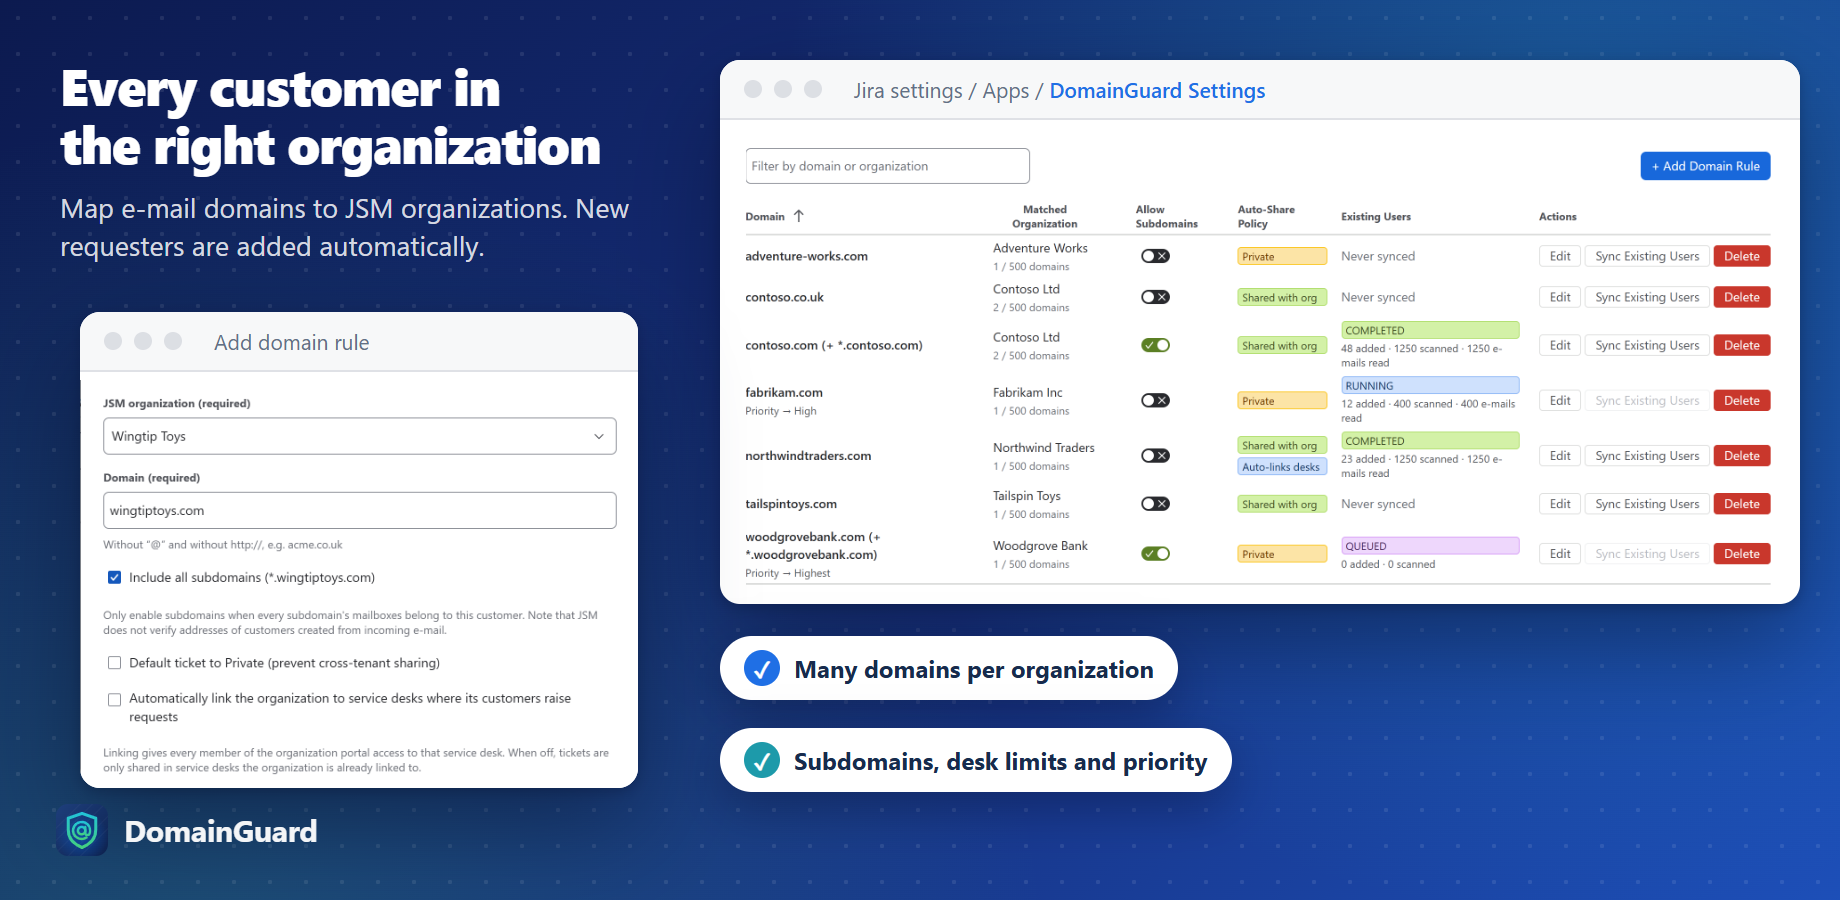 Every customer in
the right organization
Map e-mail domains to JSM organizations. New
requesters are added automatically.
Add domain rule
JSM organization (required)
Wingtip Toys
Domain (required)
wingtiptoys.com
Without "@" and without http://, e.g. acme.co.uk
Include all subdomains (*.wingtiptoys.com)
Only enable subdomains when every subdomain's mailboxes belong to this customer. Note that JSM
does not verify addresses of customers created from incoming e-mail.
Default ticket to Private (prevent cross-tenant sharing)
Automatically link the organization to service desks where its customers raise
requests
Linking gives every member of the organization portal access to that service desk. When off, tickets are
only shared in service desks the organization is already linked to.
DomainGuard
Jira settings / Apps / DomainGuard Settings
Filter by domain or organization
+ Add Domain Rule
Domain ↑ Matched Organization Allow Subdomains Auto-Share Policy Existing Users Actions
adventure-works.com Adventure Works Private Never synced Edit Sync Existing Users Delete
1 / 500 domains
contoso.co.uk Contoso Ltd Shared with org Never synced Edit Sync Existing Users Delete
2 / 500 domains
contoso.com (+ *.contoso.com) Contoso Ltd Shared with org COMPLETED Edit Sync Existing Users Delete
2 / 500 domains 48 added · 1250 scanned · 1250 e-
mails read
fabrikam.com Fabrikam Inc Private RUNNING Edit Sync Existing Users Delete
Priority → High 1 / 500 domains 12 added · 400 scanned · 400 e-mails
read
northwindtraders.com Northwind Traders Shared with org COMPLETED Edit Sync Existing Users Delete
1 / 500 domains Auto-links desks 23 added · 1250 scanned · 1250 e-
mails read
tailspintoys.com Tailspin Toys Shared with org Never synced Edit Sync Existing Users Delete
1 / 500 domains
woodgrovebank.com (+ Woodgrove Bank Private QUEUED Edit Sync Existing Users Delete
*.woodgrovebank.com) 1 / 500 domains 0 added · 0 scanned
Priority → Highest
Many domains per organization
Subdomains, desk limits and priority